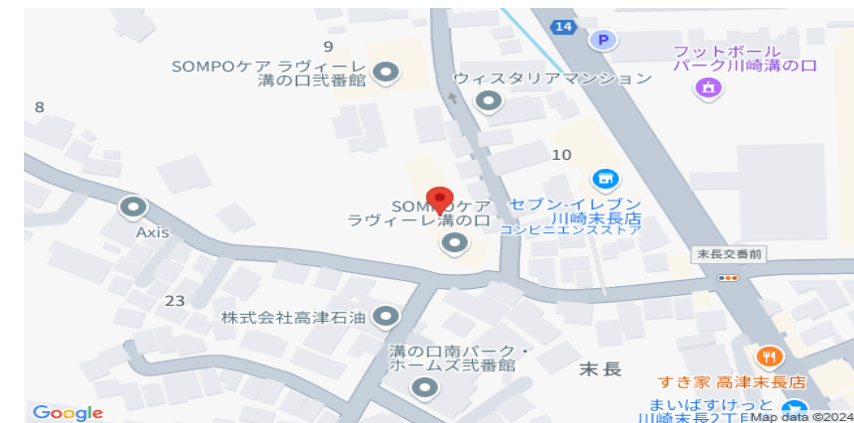 14
P
9
フットボール
パーク川崎溝の口
SOMPOケア ラヴィーレ
溝の口弐番館
ウィスタリアマンション
8
10
セブン-イレブン
川崎末長店
コンビニエンスストア
SOMPOケア
ラヴィーレ溝の口
Axis
末長交番前
23
株式会社高津石油
溝の口南パーク・
ホームズ弐番館
末長
すき家 高津末長店
まいばすけっと
川崎末長2丁目
Google
Map data ©2024